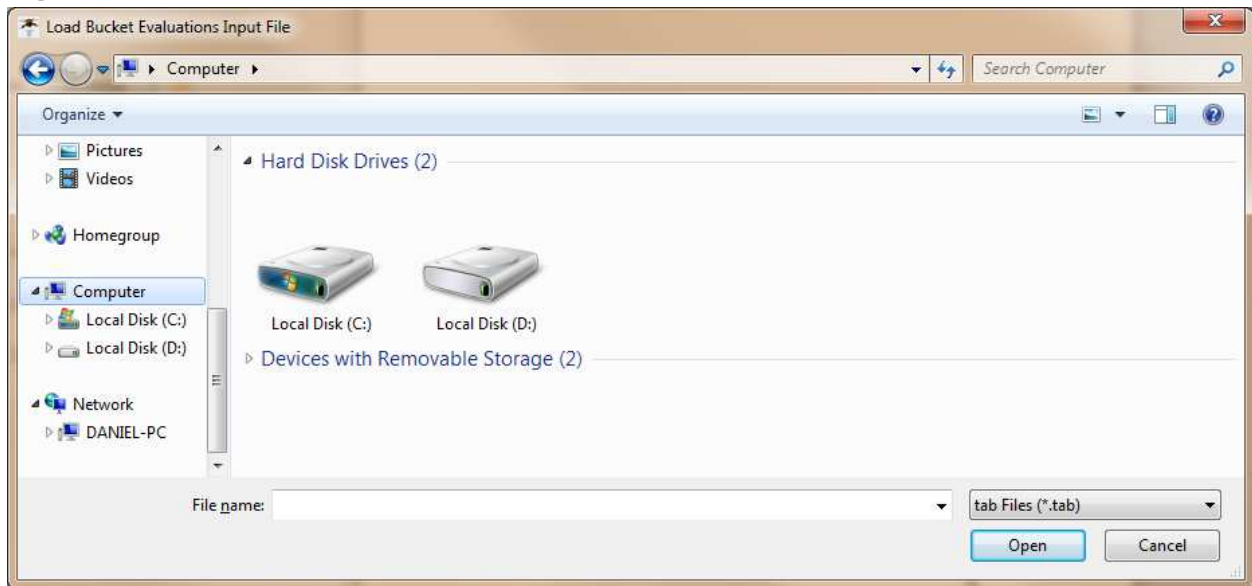 Load Bucket Evaluations Input File
Computer
Search Computer
Organize
Pictures
Videos
Homegroup
Computer
Local Disk (C:)
Local Disk (D:)
Network
DANIEL-PC
Hard Disk Drives (2)
Local Disk (C:) Local Disk (D:)
Devices with Removable Storage (2)
File name:
tab Files (*.tab)
Open Cancel